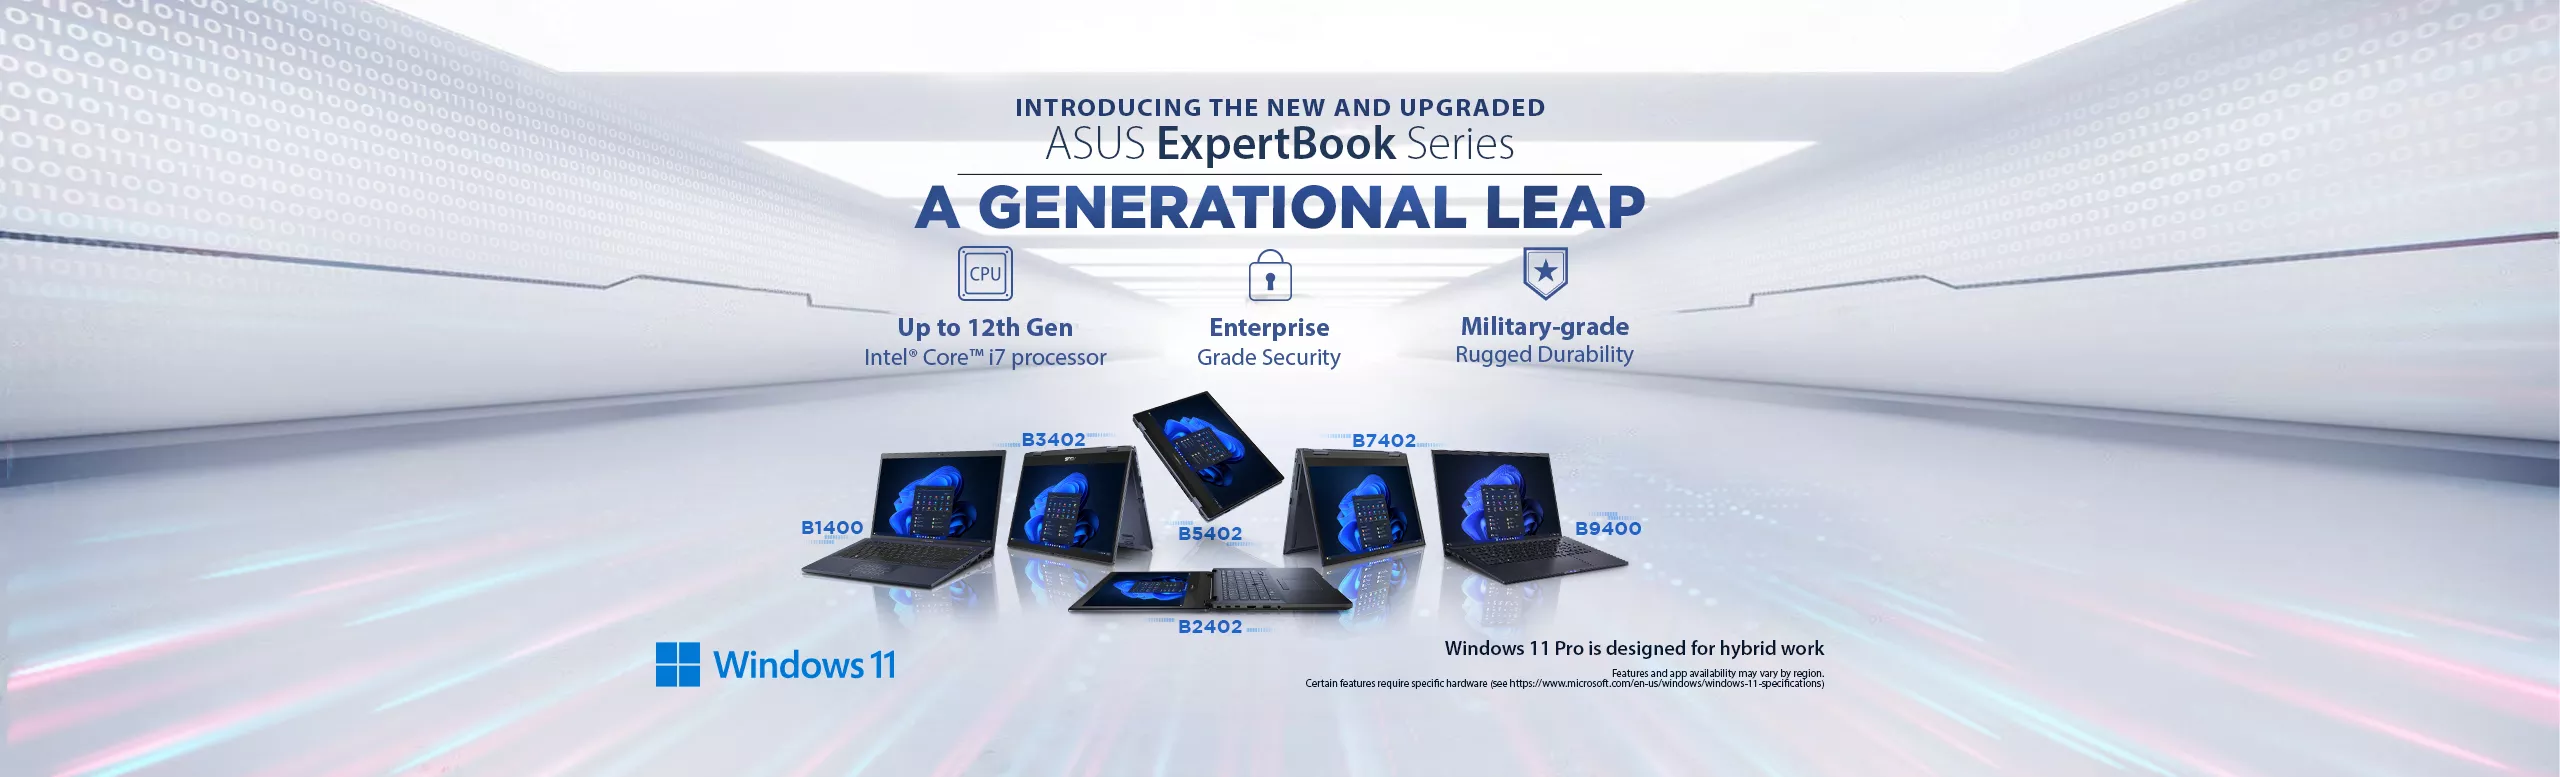 INTRODUCING THE NEW AND UPGRADED
ASUS ExpertBook Series
A GENERATIONAL LEAP
CPU
Up to 12th Gen
Intel® Core™ i7 processor
Enterprise
Grade Security
Military-grade
Rugged Durability
B1400
B3402
B5402
B7402
B9400
B2402
Windows 11
Windows 11 Pro is designed for hybrid work
Features and app availability may vary by region.
Certain features require specific hardware (see https://www.microsoft.com/en-us/windows/windows-11-specifications)